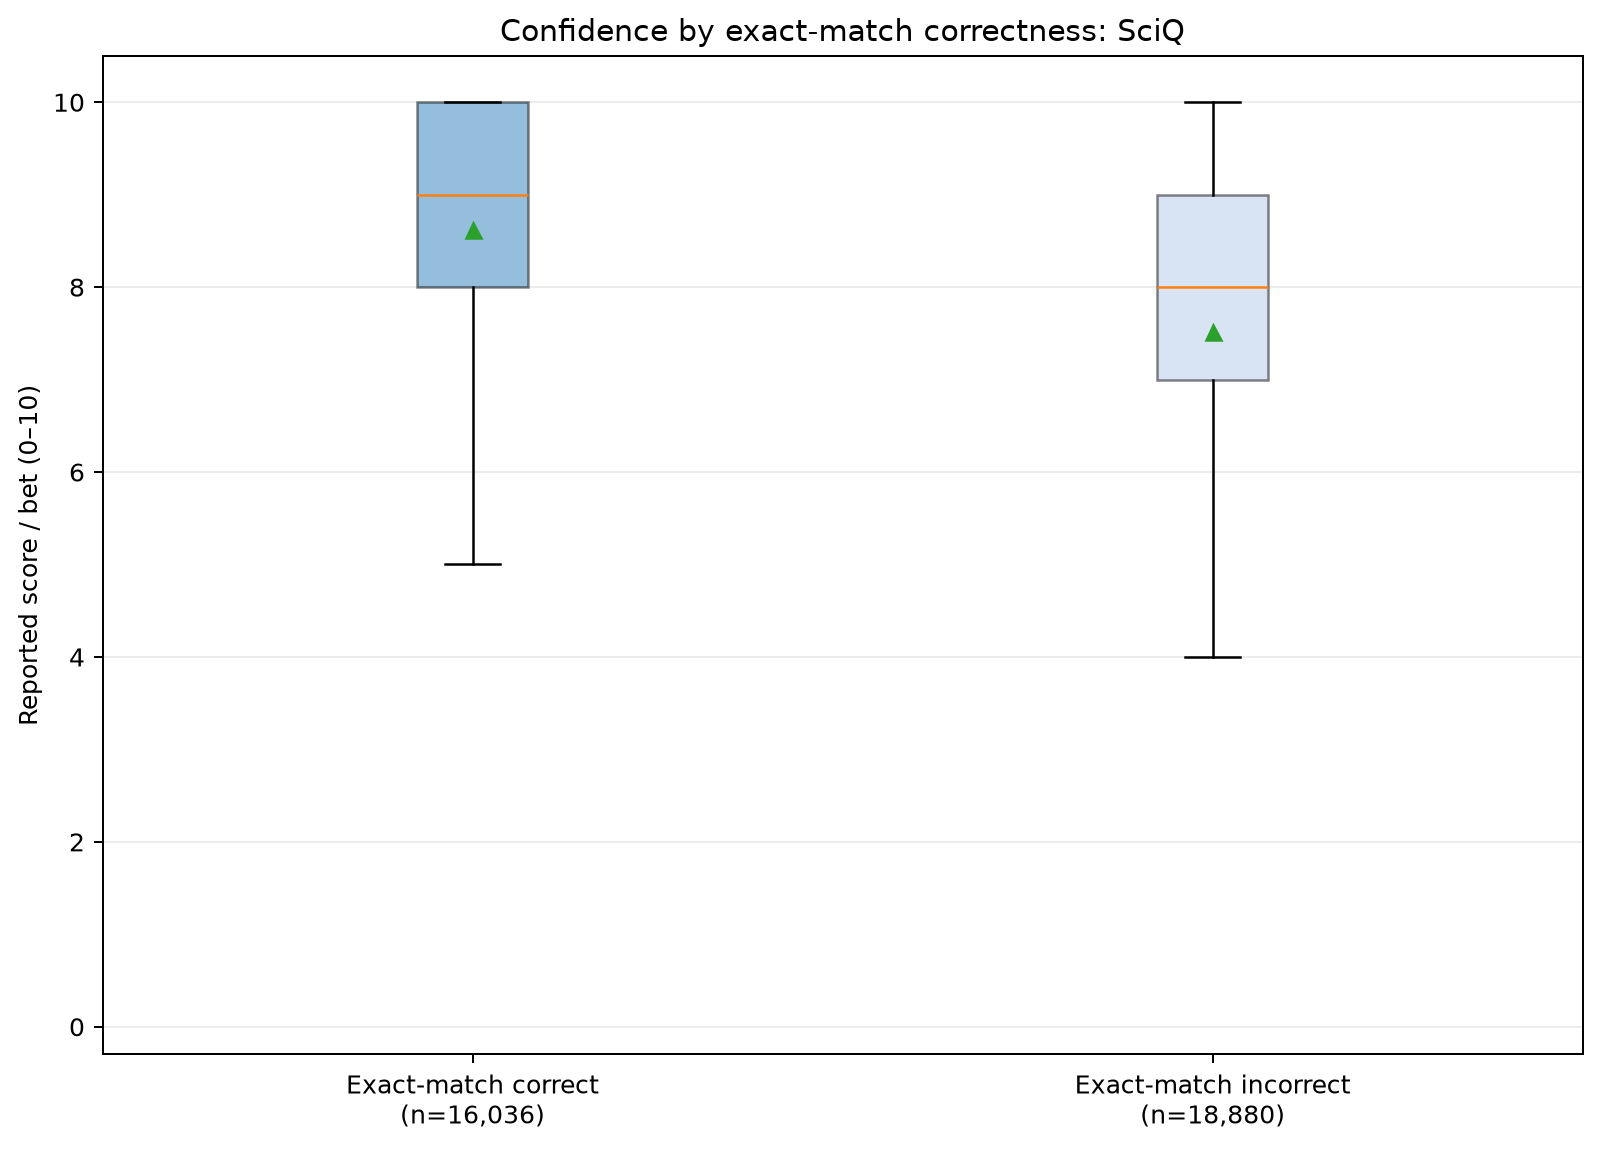 Confidence by exact-match correctness: SciQ
Reported score / bet (0–10)
10
8
6
4
2
0
Exact-match correct
(n=16,036)
Exact-match incorrect
(n=18,880)